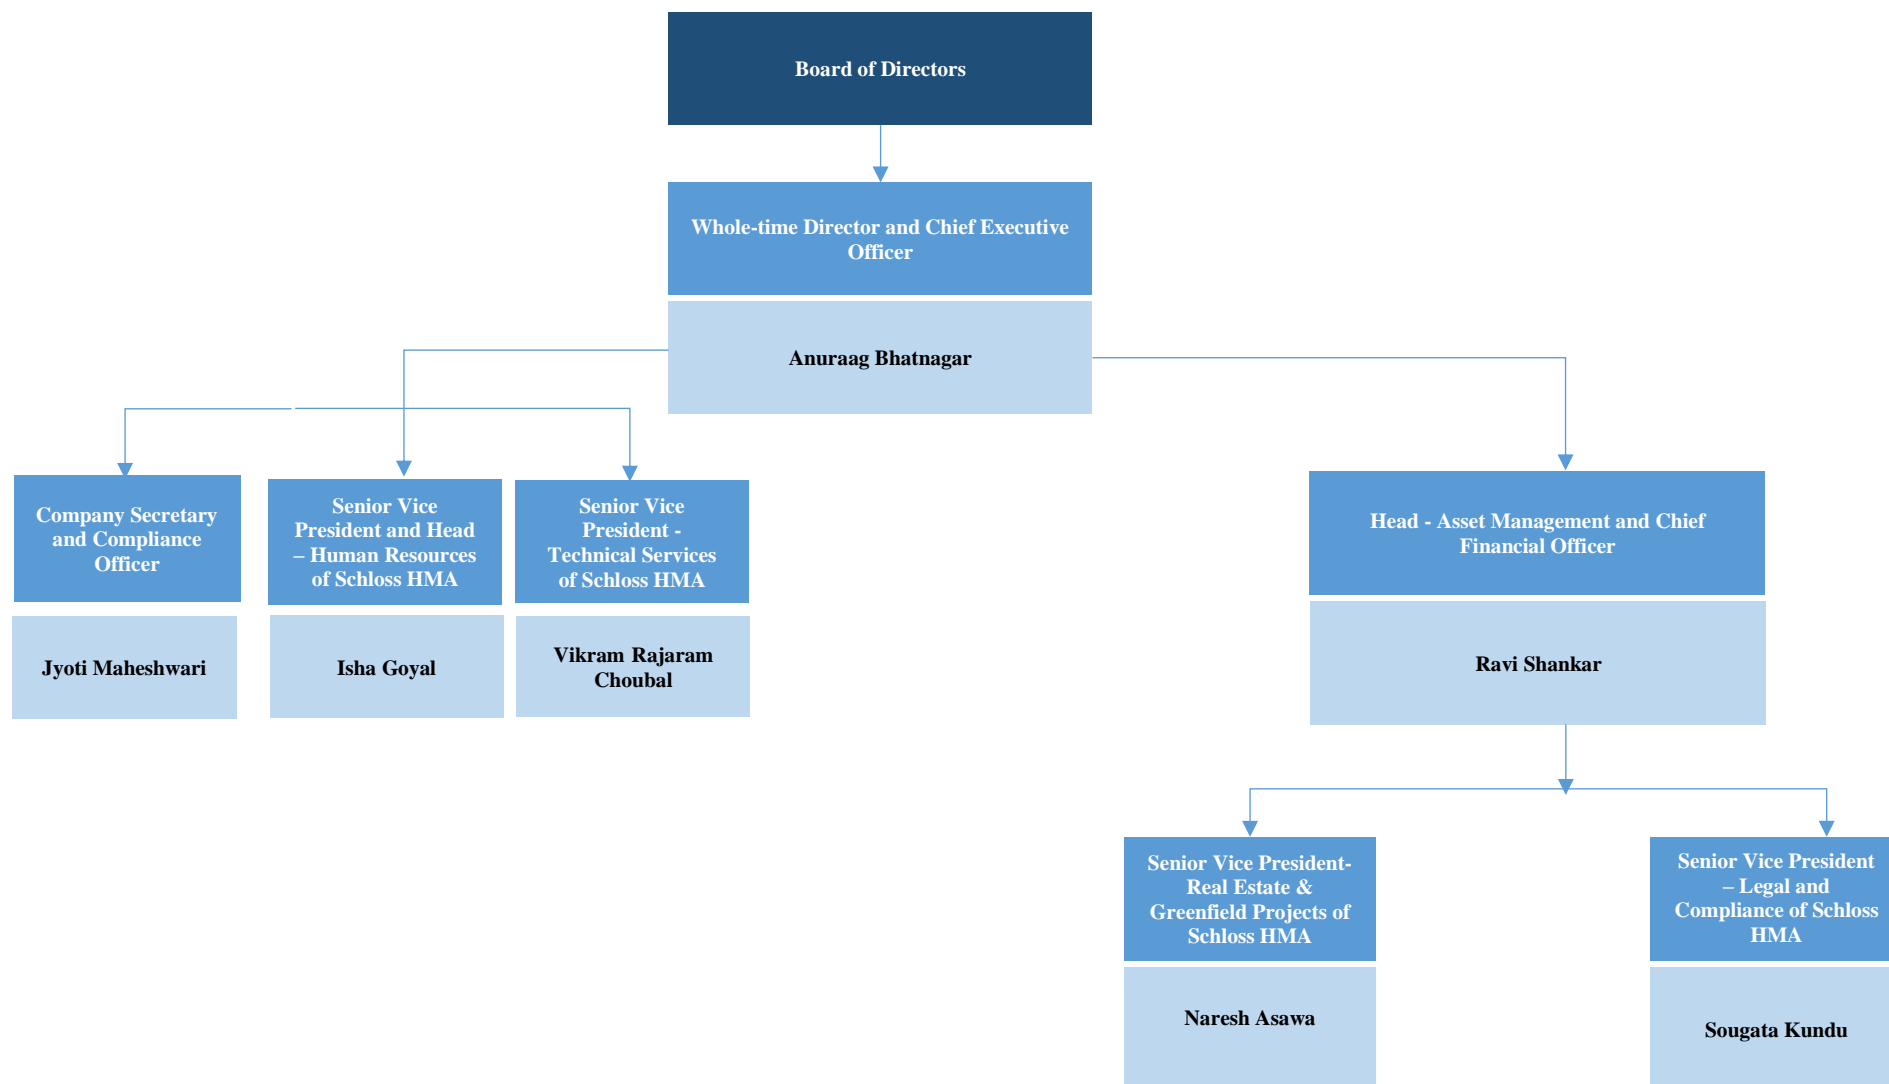 Board of Directors
Whole-time Director and Chief Executive
Officer
Anuraag Bhatnagar
Company Secretary
and Compliance
Officer
Jyoti Maheshwari
Senior Vice
President and Head
– Human Resources
of Schloss HMA
Isha Goyal
Senior Vice
President -
Technical Services
of Schloss HMA
Vikram Rajaram
Choubal
Head - Asset Management and Chief
Financial Officer
Ravi Shankar
Senior Vice President-
Real Estate &
Greenfield Projects of
Schloss HMA
Naresh Asawa
Senior Vice President
– Legal and
Compliance of Schloss
HMA
Sougata Kundu